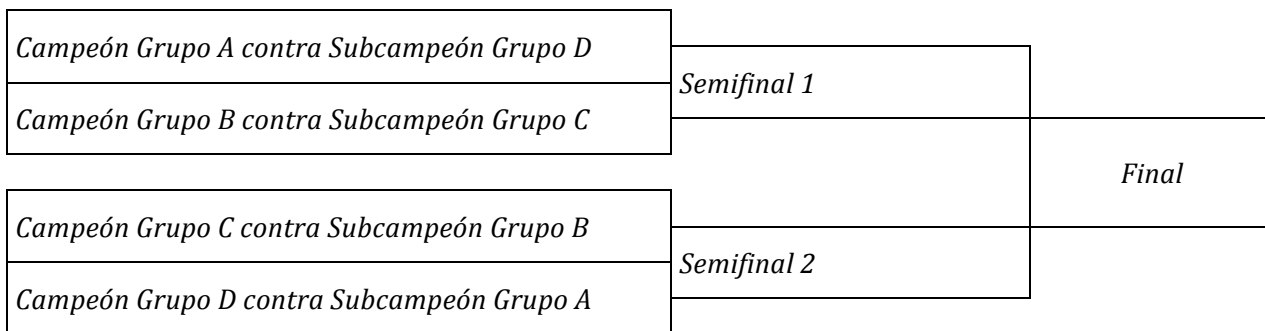 Campeón Grupo A contra Subcampeón Grupo D
Campeón Grupo B contra Subcampeón Grupo C
Semifinal 1
Campeón Grupo C contra Subcampeón Grupo B
Campeón Grupo D contra Subcampeón Grupo A
Semifinal 2
Final